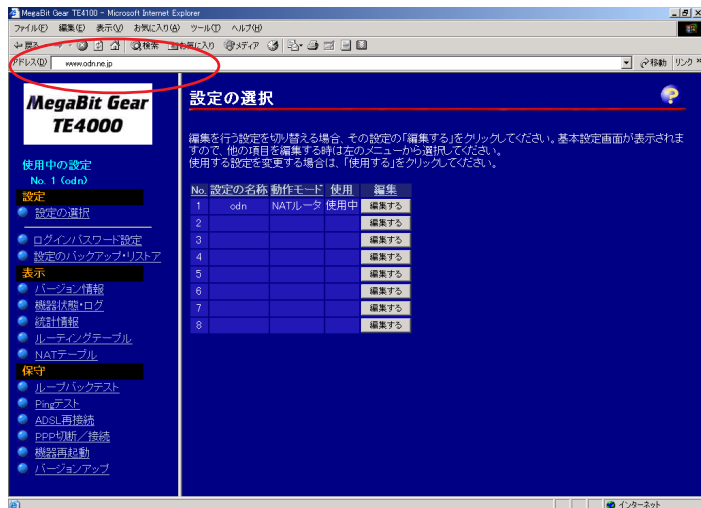 MegaBit Gear TE4100 - Microsoft Internet Explorer
ファイル(F) 編集(E) 表示(V) お気に入り(A) ツール(T) ヘルプ(H)
戻る 検索 お気に入り メディア
アドレス(D) www.odn.ne.jp 移動 リンク »
MegaBit Gear
TE4000
使用中の設定
No. 1 (odn)
設定
設定の選択
ログインパスワード設定
設定のバックアップ・リストア
表示
バージョン情報
機器状態・ログ
統計情報
ルーティングテーブル
NATテーブル
保守
ループバックテスト
Pingテスト
ADSL再接続
PPP切断／接続
機器再起動
バージョンアップ
設定の選択
編集を行う設定を切り替える場合、その設定の「編集する」をクリックしてください。基本設定画面が表示されま
すので、他の項目を編集する時は左のメニューから選択してください。
使用する設定を変更する場合は、「使用する」をクリックしてください。
No. 設定の名称 動作モード 使用 編集
1 odn NATルータ 使用中 編集する
2 編集する
3 編集する
4 編集する
5 編集する
6 編集する
7 編集する
8 編集する
インターネット